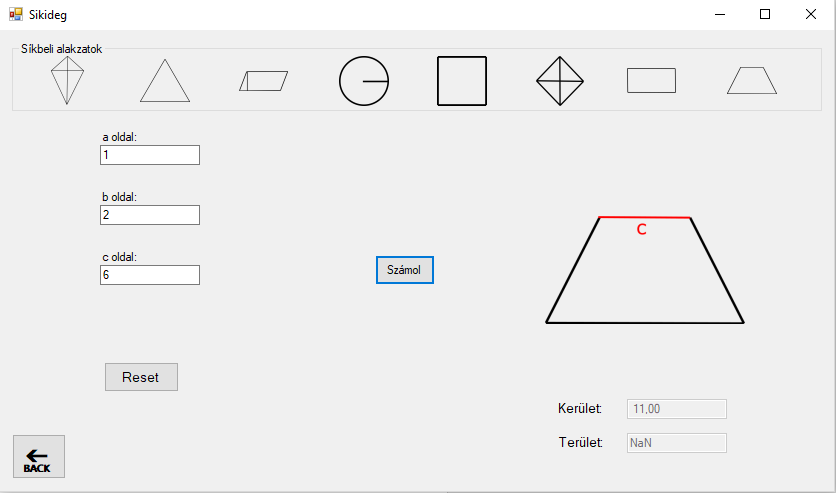 Sikideg
Síkbeli alakzatok
a oldal:
1
b oldal:
2
c oldal:
6
Számol
C
Reset
Kerület:
11,00
Terület:
NaN
BACK